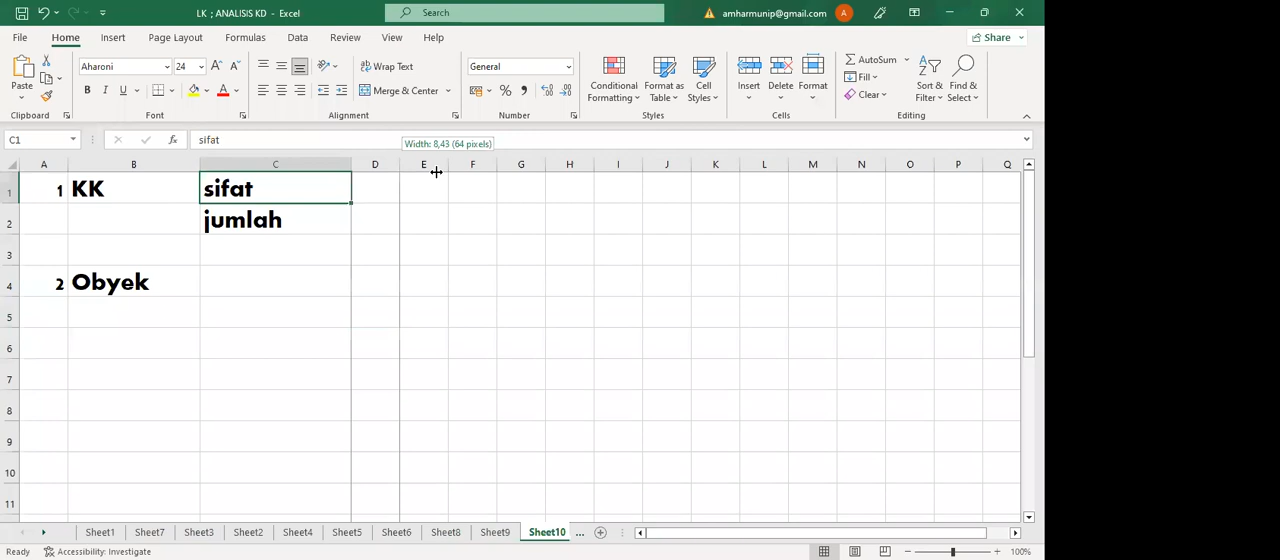 LK ; ANALISIS KD - Excel
Search
amharmunip@gmail.com
A
File Home Insert Page Layout Formulas Data Review View Help
Share
Paste
Clipboard
Aharoni 24
B I U
Font
Wrap Text
Merge & Center
Alignment
General
Number
Conditional Formatting
Format as Table
Cell Styles
Styles
Insert Delete Format
Cells
AutoSum
Fill
Clear
Sort & Filter
Find & Select
Editing
C1
fx
sifat
Width: 8,43 (64 pixels)
A B C D E F G H I J K L M N O P Q
1 1 KK sifat
2 jumlah
3
4 2 Obyek
5
6
7
8
9
10
11
Sheet1 Sheet7 Sheet3 Sheet2 Sheet4 Sheet5 Sheet6 Sheet8 Sheet9 Sheet10 ...
Ready
Accessibility: Investigate
100%